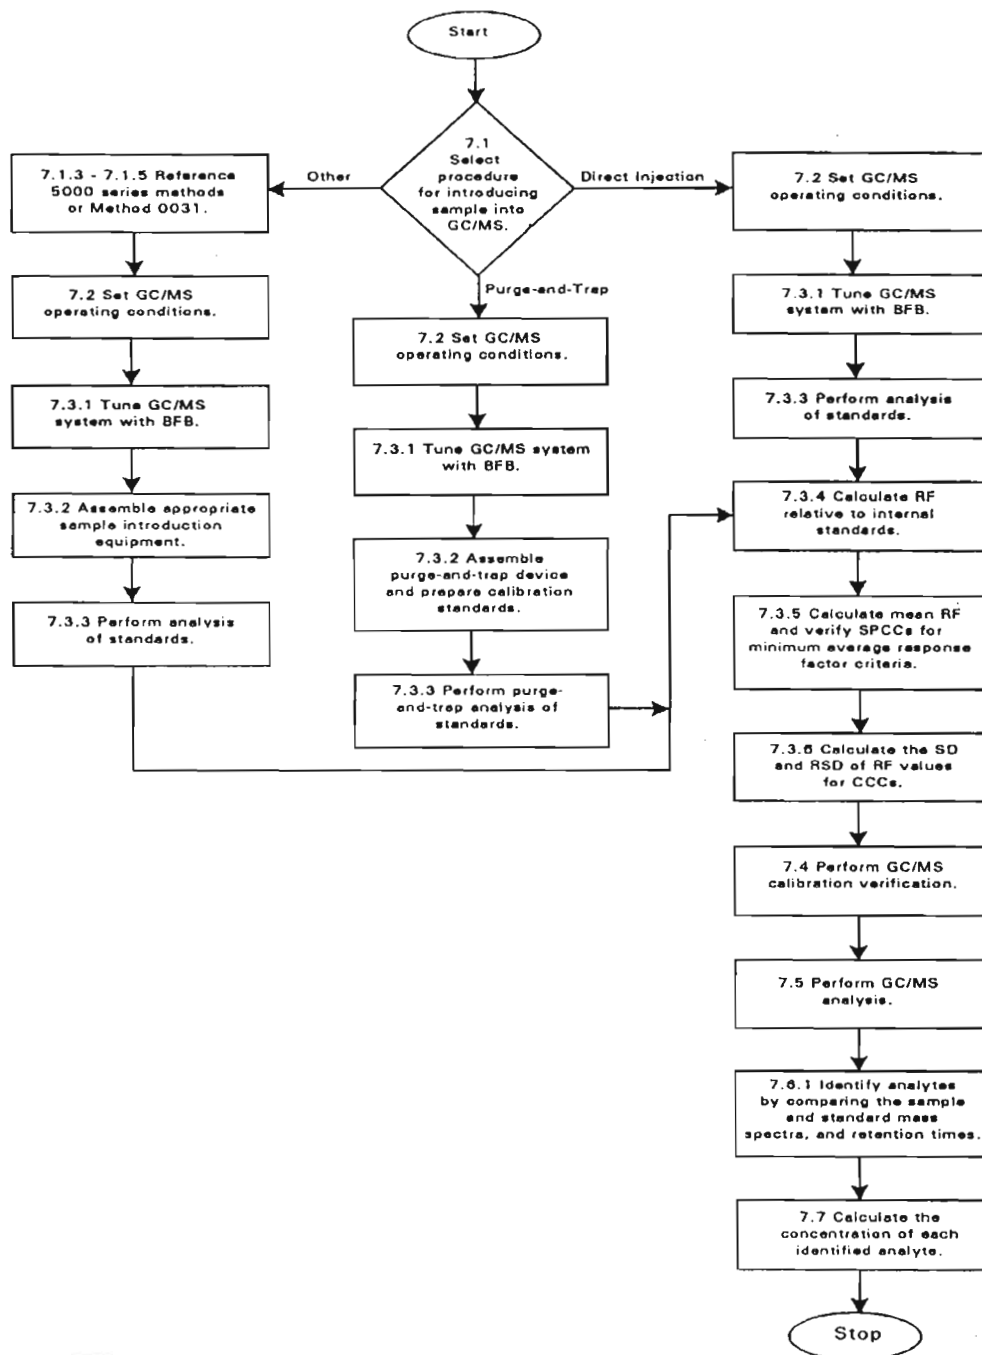 Start
7.1
Select
procedure
for introducing
sample into
GC/MS.
Other
Direct Injection
Purge-and-Trap
7.1.3 - 7.1.5 Reference
5000 series methods
or Method 0031.
7.2 Set GC/MS
operating conditions.
7.3.1 Tune GC/MS
system with BFB.
7.3.2 Assemble appropriate
sample introduction
equipment.
7.3.3 Perform analysis
of standards.
7.2 Set GC/MS
operating conditions.
7.3.1 Tune GC/MS system
with BFB.
7.3.2 Assemble
purge-and-trap device
and prepare calibration
standards.
7.3.3 Perform purge-
and-trap analysis of
standards.
7.2 Set GC/MS
operating conditions.
7.3.1 Tune GC/MS
system with BFB.
7.3.3 Perform analysis
of standards.
7.3.4 Calculate RF
relative to internal
standards.
7.3.5 Calculate mean RF
and verify SPCCs for
minimum average response
factor criteria.
7.3.6 Calculate the SD
and RSD of RF values
for CCCs.
7.4 Perform GC/MS
calibration verification.
7.5 Perform GC/MS
analysis.
7.6.1 Identify analytes
by comparing the sample
and standard mass
spectra, and retention times.
7.7 Calculate the
concentration of each
identified analyte.
Stop